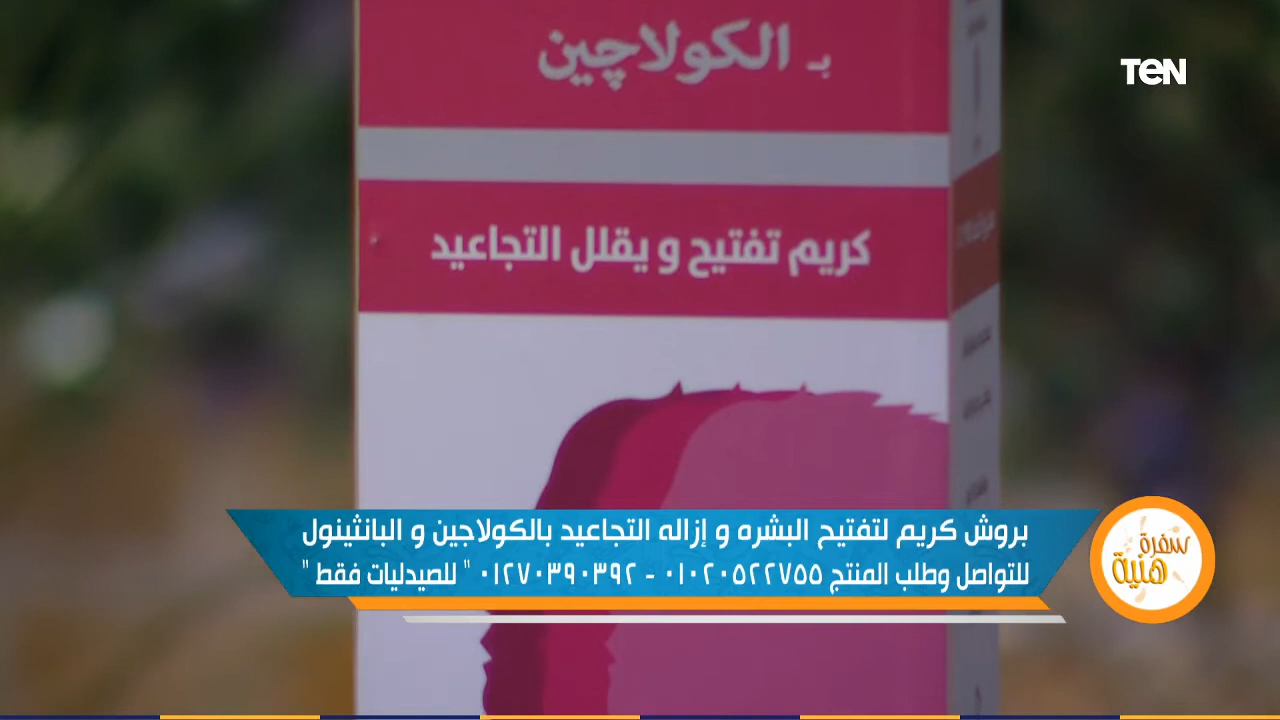 TEN
بـ الكولاچين
كريم تفتيح و يقلل التجاعيد
بروش كريم لتفتيح البشره و إزاله التجاعيد بالكولاجين و البانثينول
للتواصل وطلب المنتج ٠١٠٢٠٥٢٢٧٥٥ - ٠١٢٧٠٣٩٠٣٩٢ " للصيدليات فقط "
سفرة
هنية